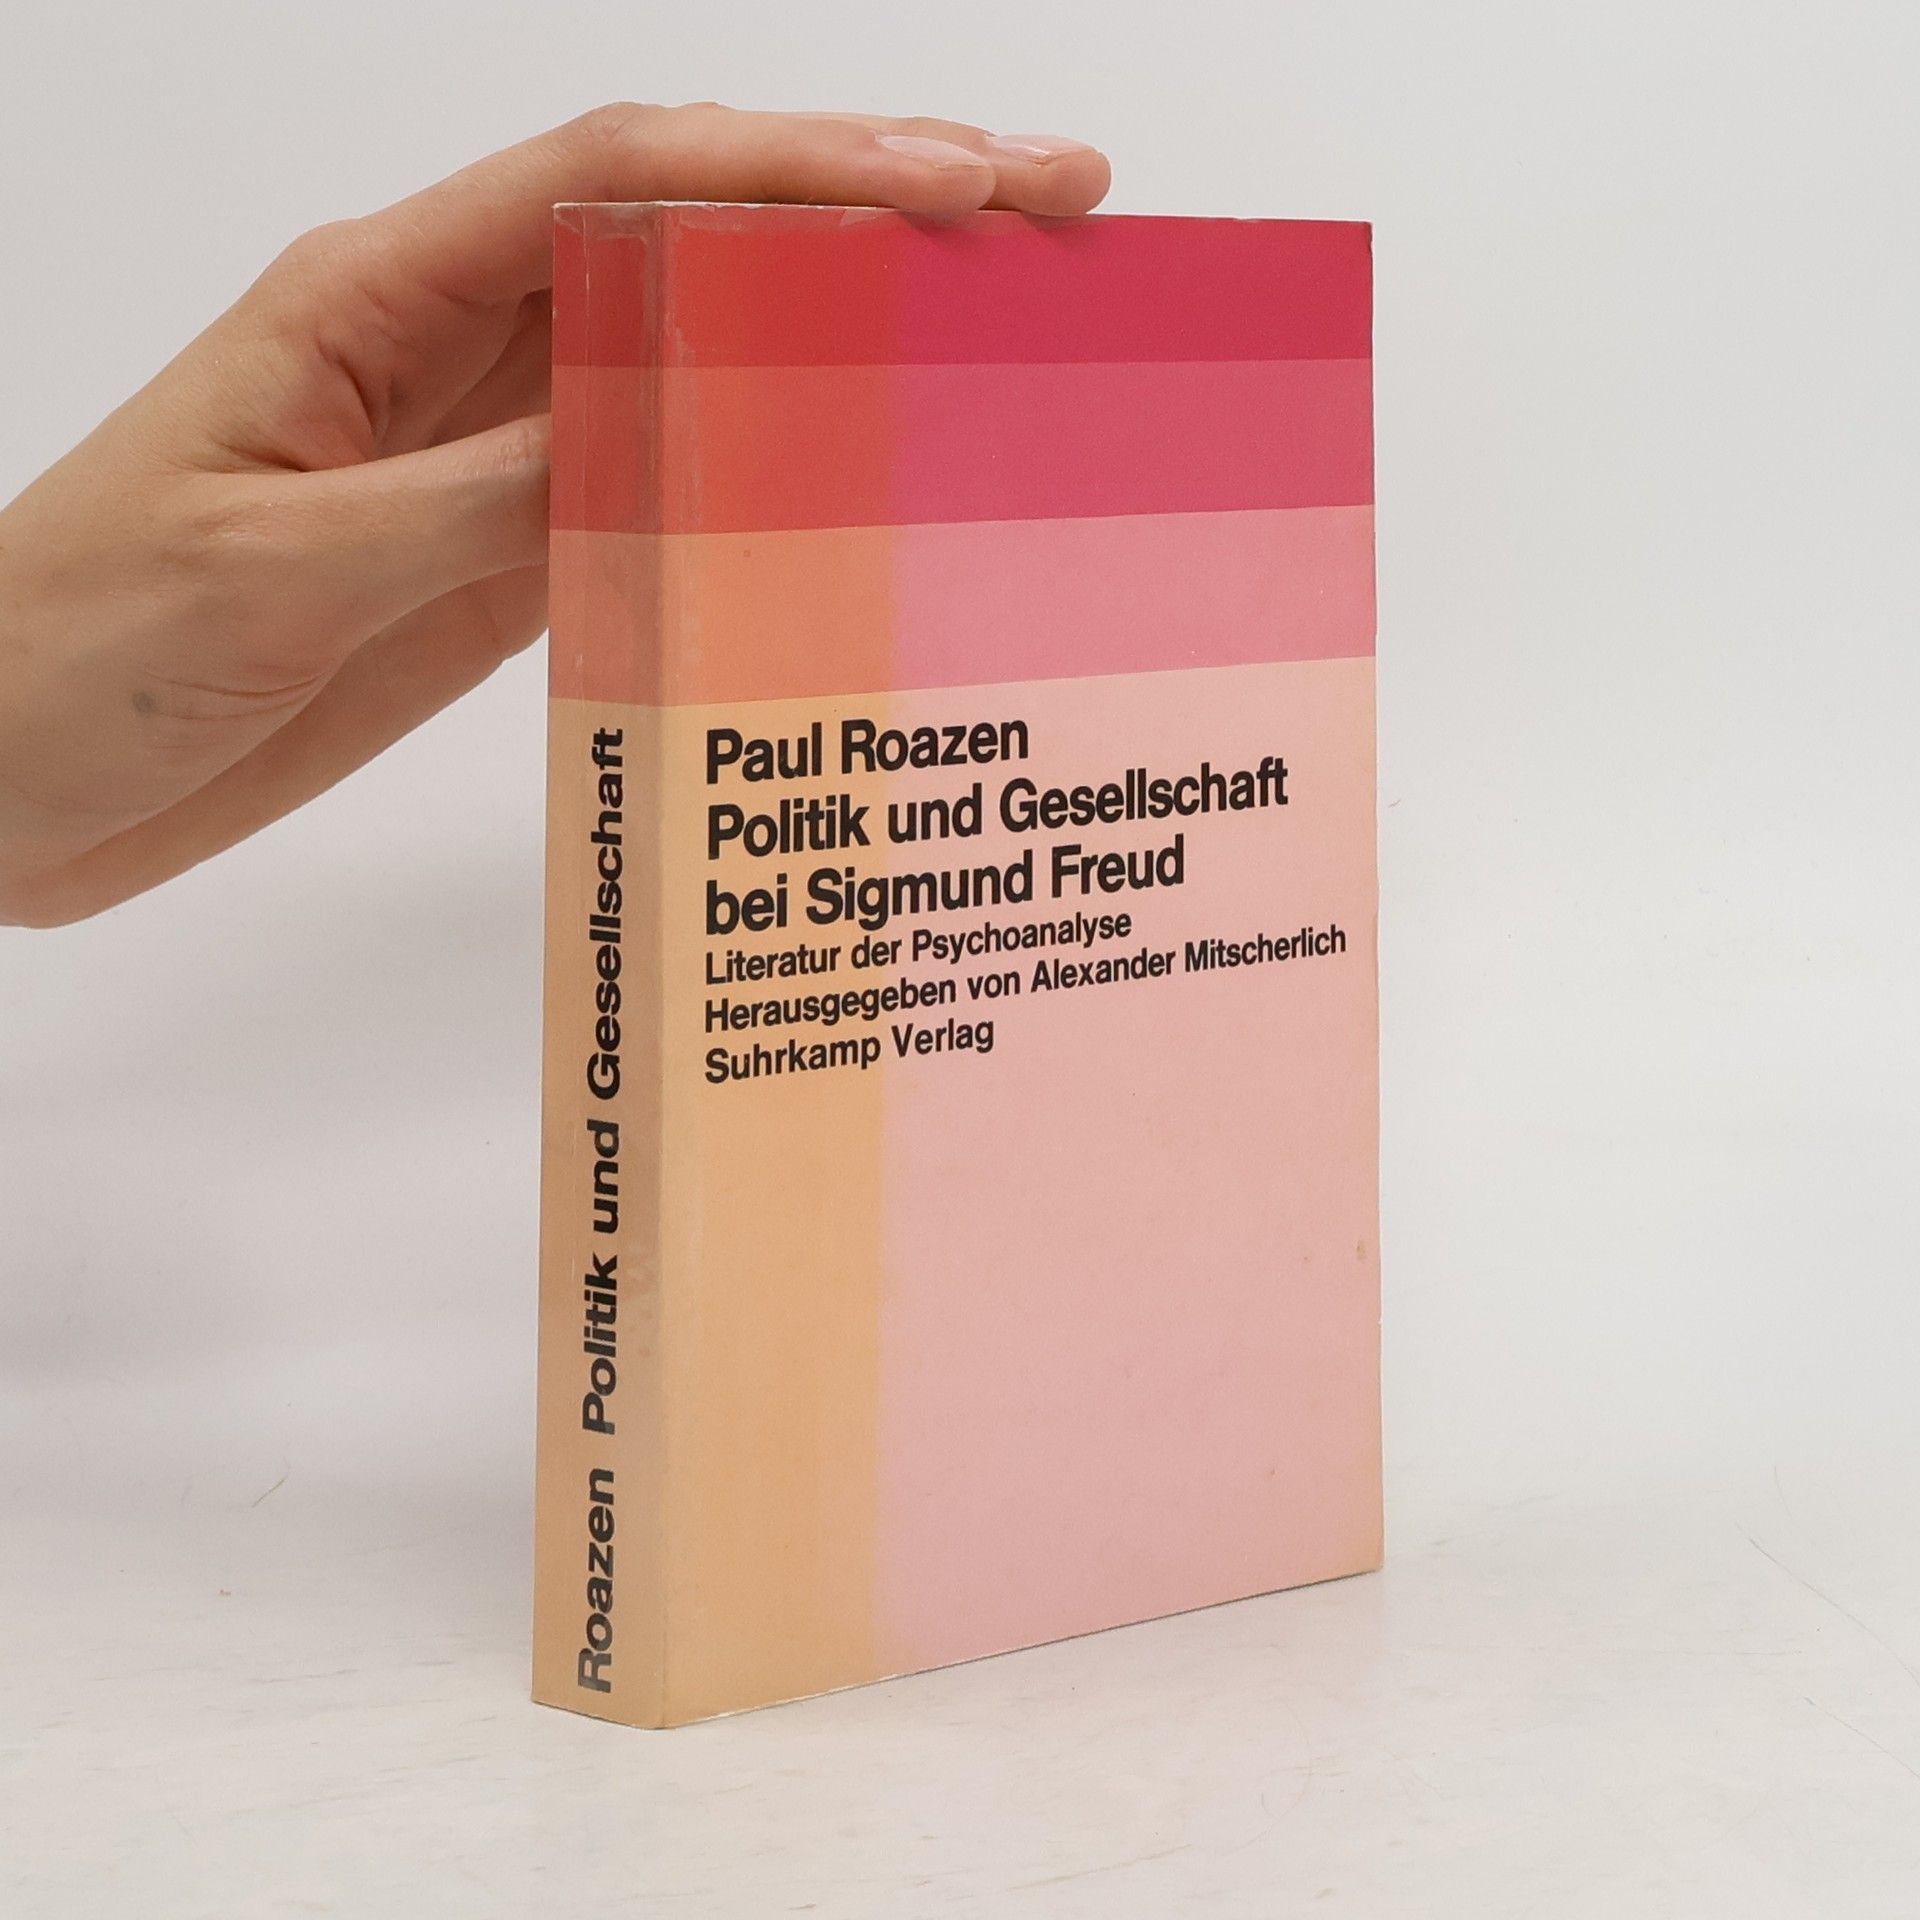 Paul Roazen
Politik und Gesellschaft
bei Sigmund Freud
Literatur der Psychoanalyse
Herausgegeben von Alexander Mitscherlich
Suhrkamp Verlag
Roazen Politik und Gesellschaft